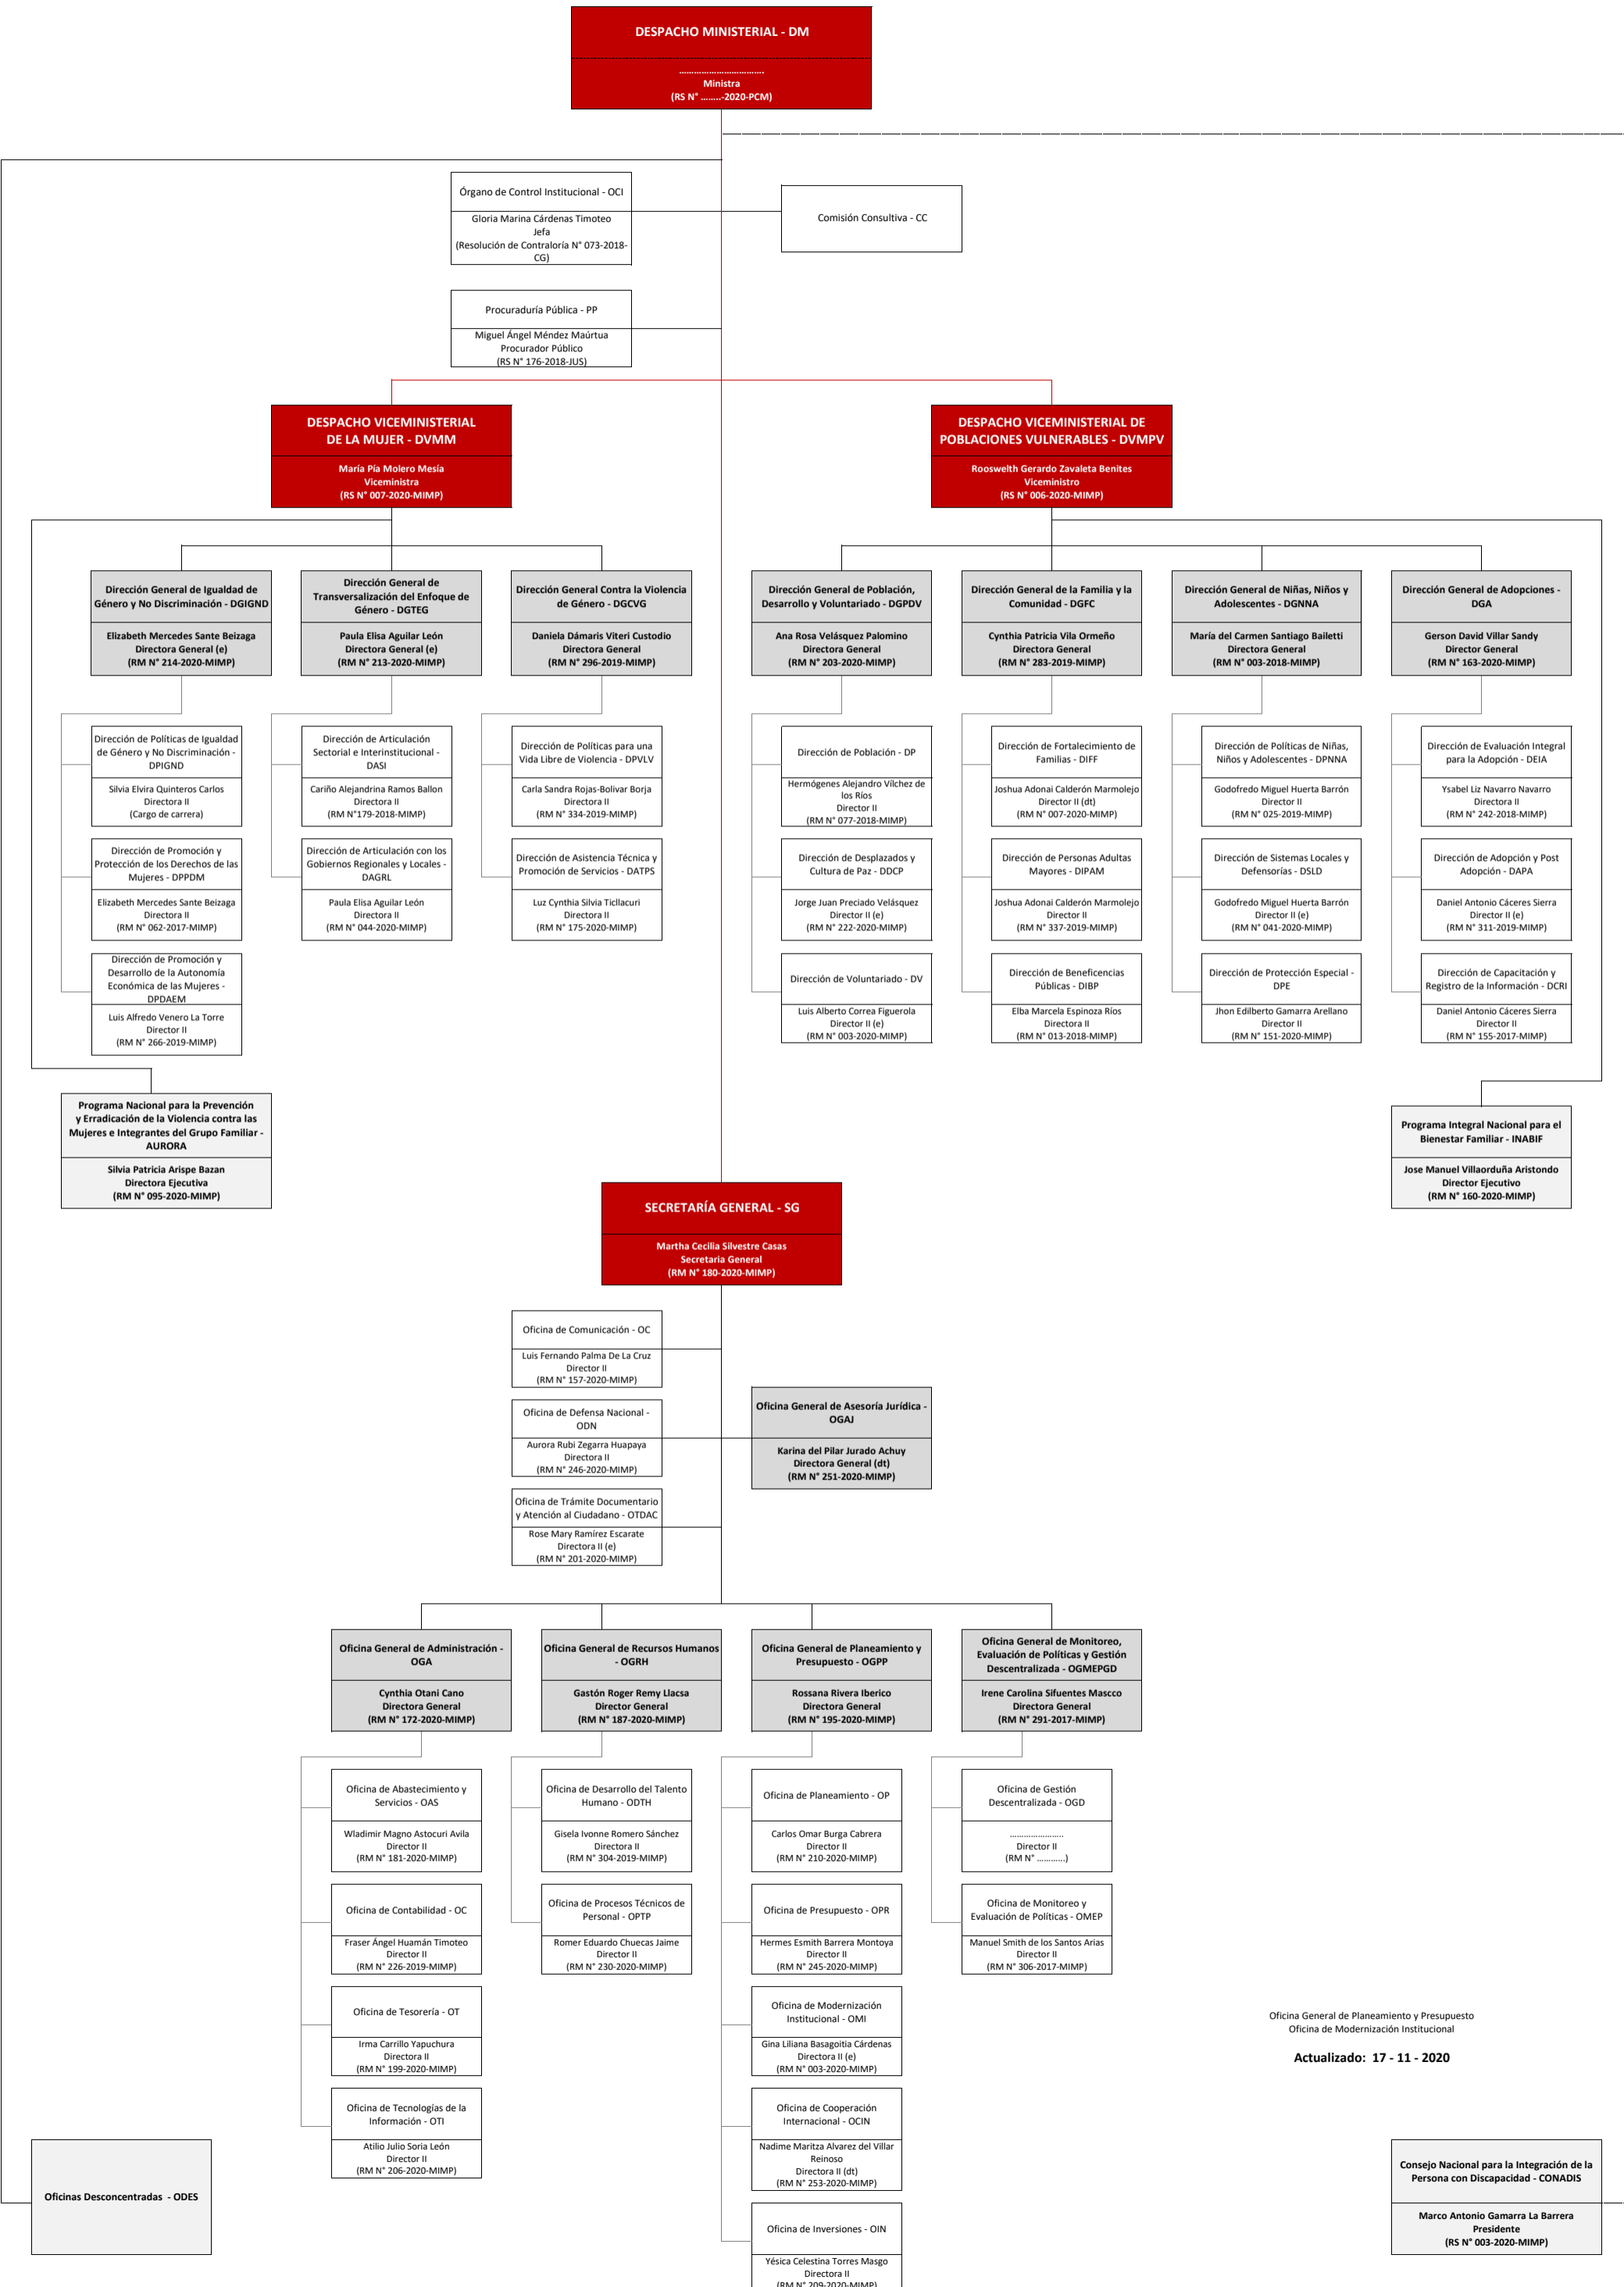 DESPACHO MINISTERIAL - DM
................................
Ministra
(RS N° ........-2020-PCM)
Órgano de Control Institucional - OCI
Gloria Marina Cárdenas Timoteo
Jefa
(Resolución de Contraloría N° 073-2018-
CG)
Comisión Consultiva - CC
Procuraduría Pública - PP
Miguel Ángel Méndez Maúrtua
Procurador Público
(RS N° 176-2018-JUS)
DESPACHO VICEMINISTERIAL
DE LA MUJER - DVMM
María Pía Molero Mesía
Viceministra
(RS N° 007-2020-MIMP)
DESPACHO VICEMINISTERIAL DE
POBLACIONES VULNERABLES - DVMPV
Rooswelth Gerardo Zavaleta Benites
Viceministro
(RS N° 006-2020-MIMP)
Dirección General de Igualdad de
Género y No Discriminación - DGIGND
Elizabeth Mercedes Sante Beizaga
Directora General (e)
(RM N° 214-2020-MIMP)
Dirección General de
Transversalización del Enfoque de
Género - DGTEG
Paula Elisa Aguilar León
Directora General (e)
(RM N° 213-2020-MIMP)
Dirección General Contra la Violencia
de Género - DGCVG
Daniela Dámaris Viteri Custodio
Directora General
(RM N° 296-2019-MIMP)
Dirección General de Población,
Desarrollo y Voluntariado - DGPDV
Ana Rosa Velásquez Palomino
Directora General
(RM N° 203-2020-MIMP)
Dirección General de la Familia y la
Comunidad - DGFC
Cynthia Patricia Vila Ormeño
Directora General
(RM N° 283-2019-MIMP)
Dirección General de Niñas, Niños y
Adolescentes - DGNNA
María del Carmen Santiago Bailetti
Directora General
(RM N° 003-2018-MIMP)
Dirección General de Adopciones -
DGA
Gerson David Villar Sandy
Director General
(RM N° 163-2020-MIMP)
Dirección de Políticas de Igualdad
de Género y No Discriminación -
DPIGND
Silvia Elvira Quinteros Carlos
Directora II
(Cargo de carrera)
Dirección de Articulación
Sectorial e Interinstitucional -
DASI
Cariño Alejandrina Ramos Ballon
Directora II
(RM N°179-2018-MIMP)
Dirección de Políticas para una
Vida Libre de Violencia - DPVLV
Carla Sandra Rojas-Bolivar Borja
Directora II
(RM N° 334-2019-MIMP)
Dirección de Población - DP
Hermógenes Alejandro Vílchez de
los Ríos
Director II
(RM N° 077-2018-MIMP)
Dirección de Fortalecimiento de
Familias - DIFF
Joshua Adonai Calderón Marmolejo
Director II (dt)
(RM N° 007-2020-MIMP)
Dirección de Políticas de Niñas,
Niños y Adolescentes - DPNNA
Godofredo Miguel Huerta Barrón
Director II
(RM N° 025-2019-MIMP)
Dirección de Evaluación Integral
para la Adopción - DEIA
Ysabel Liz Navarro Navarro
Directora II
(RM N° 242-2018-MIMP)
Dirección de Promoción y
Protección de los Derechos de las
Mujeres - DPPDM
Elizabeth Mercedes Sante Beizaga
Directora II
(RM N° 062-2017-MIMP)
Dirección de Articulación con los
Gobiernos Regionales y Locales -
DAGRL
Paula Elisa Aguilar León
Directora II
(RM N° 044-2020-MIMP)
Dirección de Asistencia Técnica y
Promoción de Servicios - DATPS
Luz Cynthia Silvia Ticllacuri
Directora II
(RM N° 175-2020-MIMP)
Dirección de Desplazados y
Cultura de Paz - DDCP
Jorge Juan Preciado Velásquez
Director II (e)
(RM N° 222-2020-MIMP)
Dirección de Personas Adultas
Mayores - DIPAM
Joshua Adonai Calderón Marmolejo
Director II
(RM N° 337-2019-MIMP)
Dirección de Sistemas Locales y
Defensorías - DSLD
Godofredo Miguel Huerta Barrón
Director II (e)
(RM N° 041-2020-MIMP)
Dirección de Adopción y Post
Adopción - DAPA
Daniel Antonio Cáceres Sierra
Director II (e)
(RM N° 311-2019-MIMP)
Dirección de Promoción y
Desarrollo de la Autonomía
Económica de las Mujeres -
DPDAEM
Luis Alfredo Venero La Torre
Director II
(RM N° 266-2019-MIMP)
Dirección de Voluntariado - DV
Luis Alberto Correa Figuerola
Director II (e)
(RM N° 003-2020-MIMP)
Dirección de Beneficencias
Públicas - DIBP
Elba Marcela Espinoza Ríos
Directora II
(RM N° 013-2018-MIMP)
Dirección de Protección Especial -
DPE
Jhon Edilberto Gamarra Arellano
Director II
(RM N° 151-2020-MIMP)
Dirección de Capacitación y
Registro de la Información - DCRI
Daniel Antonio Cáceres Sierra
Director II
(RM N° 155-2017-MIMP)
Programa Nacional para la Prevención
y Erradicación de la Violencia contra las
Mujeres e Integrantes del Grupo Familiar -
AURORA
Silvia Patricia Arispe Bazan
Directora Ejecutiva
(RM N° 095-2020-MIMP)
Programa Integral Nacional para el
Bienestar Familiar - INABIF
Jose Manuel Villaorduña Aristondo
Director Ejecutivo
(RM N° 160-2020-MIMP)
SECRETARÍA GENERAL - SG
Martha Cecilia Silvestre Casas
Secretaria General
(RM N° 180-2020-MIMP)
Oficina de Comunicación - OC
Luis Fernando Palma De La Cruz
Director II
(RM N° 157-2020-MIMP)
Oficina de Defensa Nacional -
ODN
Aurora Rubi Zegarra Huapaya
Directora II
(RM N° 246-2020-MIMP)
Oficina General de Asesoría Jurídica -
OGAJ
Karina del Pilar Jurado Achuy
Directora General (dt)
(RM N° 251-2020-MIMP)
Oficina de Trámite Documentario
y Atención al Ciudadano - OTDAC
Rose Mary Ramírez Escarate
Directora II (e)
(RM N° 201-2020-MIMP)
Oficina General de Administración -
OGA
Cynthia Otani Cano
Directora General
(RM N° 172-2020-MIMP)
Oficina General de Recursos Humanos
- OGRH
Gastón Roger Remy Llacsa
Director General
(RM N° 187-2020-MIMP)
Oficina General de Planeamiento y
Presupuesto - OGPP
Rossana Rivera Iberico
Directora General
(RM N° 195-2020-MIMP)
Oficina General de Monitoreo,
Evaluación de Políticas y Gestión
Descentralizada - OGMEPGD
Irene Carolina Sifuentes Mascco
Directora General
(RM N° 291-2017-MIMP)
Oficina de Abastecimiento y
Servicios - OAS
Wladimir Magno Astocuri Avila
Director II
(RM N° 181-2020-MIMP)
Oficina de Desarrollo del Talento
Humano - ODTH
Gisela Ivonne Romero Sánchez
Directora II
(RM N° 304-2019-MIMP)
Oficina de Planeamiento - OP
Carlos Omar Burga Cabrera
Director II
(RM N° 210-2020-MIMP)
Oficina de Gestión
Descentralizada - OGD
.....................
Director II
(RM N° ............)
Oficina de Contabilidad - OC
Fraser Ángel Huamán Timoteo
Director II
(RM N° 226-2019-MIMP)
Oficina de Procesos Técnicos de
Personal - OPTP
Romer Eduardo Chuecas Jaime
Director II
(RM N° 230-2020-MIMP)
Oficina de Presupuesto - OPR
Hermes Esmith Barrera Montoya
Director II
(RM N° 245-2020-MIMP)
Oficina de Monitoreo y
Evaluación de Políticas - OMEP
Manuel Smith de los Santos Arias
Director II
(RM N° 306-2017-MIMP)
Oficina de Tesorería - OT
Irma Carrillo Yapuchura
Directora II
(RM N° 199-2020-MIMP)
Oficina de Modernización
Institucional - OMI
Gina Liliana Basagoitia Cárdenas
Directora II (e)
(RM N° 003-2020-MIMP)
Oficina General de Planeamiento y Presupuesto
Oficina de Modernización Institucional
Actualizado: 17 - 11 - 2020
Oficina de Tecnologías de la
Información - OTI
Atilio Julio Soria León
Director II
(RM N° 206-2020-MIMP)
Oficina de Cooperación
Internacional - OCIN
Nadime Maritza Alvarez del Villar
Reinoso
Directora II (dt)
(RM N° 253-2020-MIMP)
Oficinas Desconcentradas - ODES
Consejo Nacional para la Integración de la
Persona con Discapacidad - CONADIS
Marco Antonio Gamarra La Barrera
Presidente
(RS N° 003-2020-MIMP)
Oficina de Inversiones - OIN
Yésica Celestina Torres Masgo
Directora II
(RM N° 209-2020-MIMP)